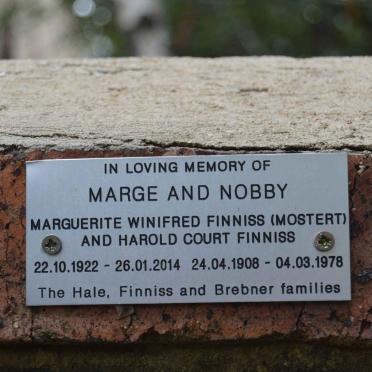 IN LOVING MEMORY OF
MARGE AND NOBBY
MARGUERITE WINIFRED FINNISS (MOSTERT)
AND HAROLD COURT FINNISS
22.10.1922 - 26.01.2014 24.04.1908 - 04.03.1978
The Hale, Finniss and Brebner families